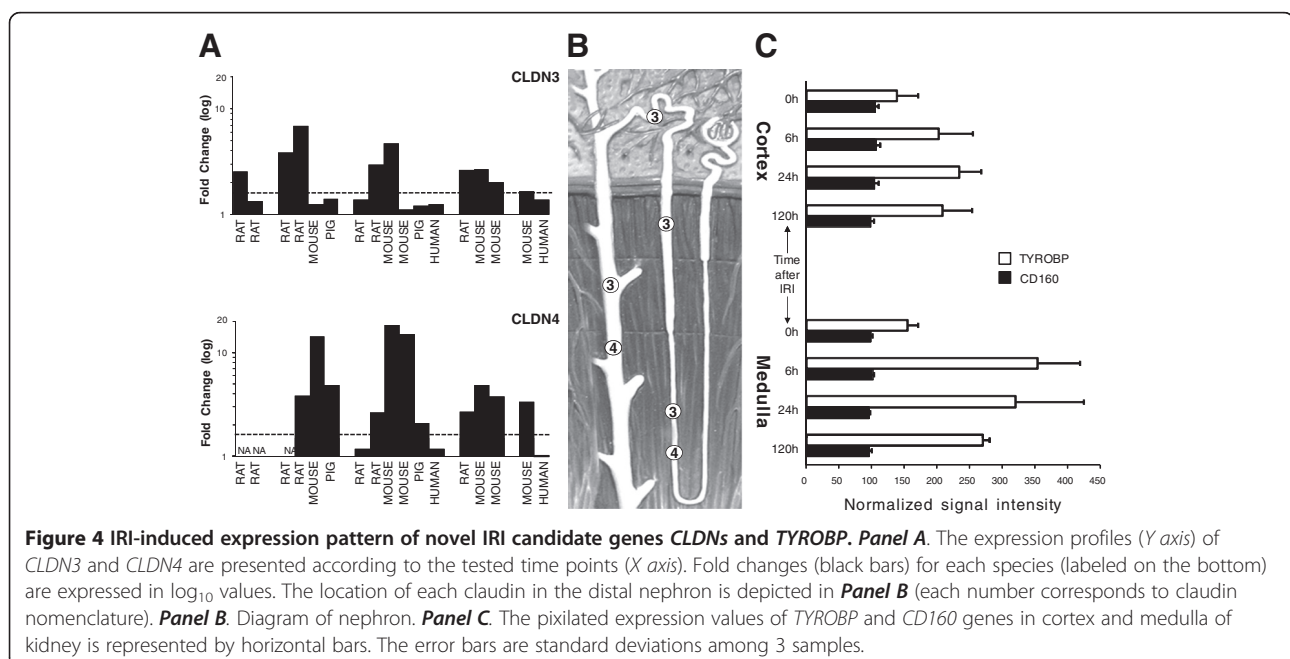 A
B
C
CLDN3
Fold Change (log)
20
10
1
RAT
RAT
RAT
RAT
MOUSE
PIG
RAT
RAT
MOUSE
MOUSE
PIG
HUMAN
RAT
MOUSE
MOUSE
MOUSE
HUMAN
CLDN4
Fold Change (log)
20
10
1
NA NA
NA
RAT
RAT
RAT
RAT
MOUSE
PIG
RAT
RAT
MOUSE
MOUSE
PIG
HUMAN
RAT
MOUSE
MOUSE
MOUSE
HUMAN
3
3
3
4
3
4
Cortex
0h
6h
24h
120h
Time
after
IRI
TYROBP
CD160
Medulla
0h
6h
24h
120h
0 50 100 150 200 250 300 350 400 450
Normalized signal intensity
Figure 4 IRI-induced expression pattern of novel IRI candidate genes CLDNs and TYROBP. Panel A. The expression profiles (Y axis) of
CLDN3 and CLDN4 are presented according to the tested time points (X axis). Fold changes (black bars) for each species (labeled on the bottom)
are expressed in log10 values. The location of each claudin in the distal nephron is depicted in Panel B (each number corresponds to claudin
nomenclature). Panel B. Diagram of nephron. Panel C. The pixilated expression values of TYROBP and CD160 genes in cortex and medulla of
kidney is represented by horizontal bars. The error bars are standard deviations among 3 samples.